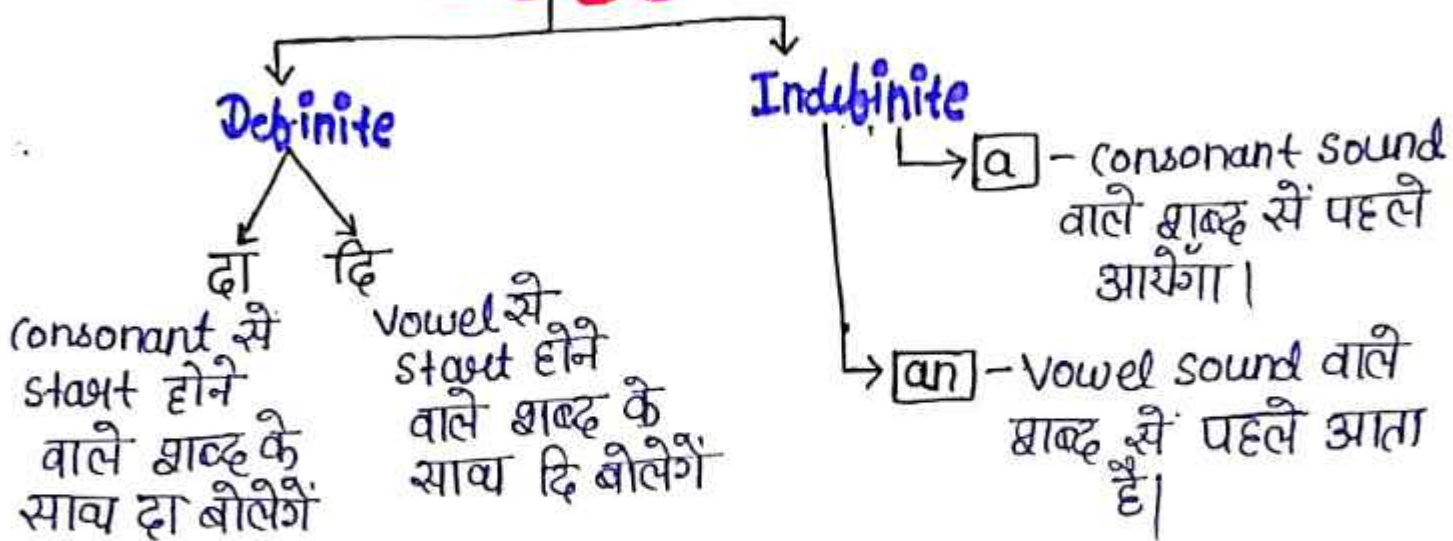 Definite
Indefinite
दा
दि
consonant से
start होने
वाले शब्द के
साथ दा बोलेगें
vowel से
start होने
वाले शब्द के
साथ दि बोलेगें
a - consonant sound
वाले शब्द सें पहले
आयेगाँ।
an - vowel sound वाले
शब्द सें पहले आता
है।